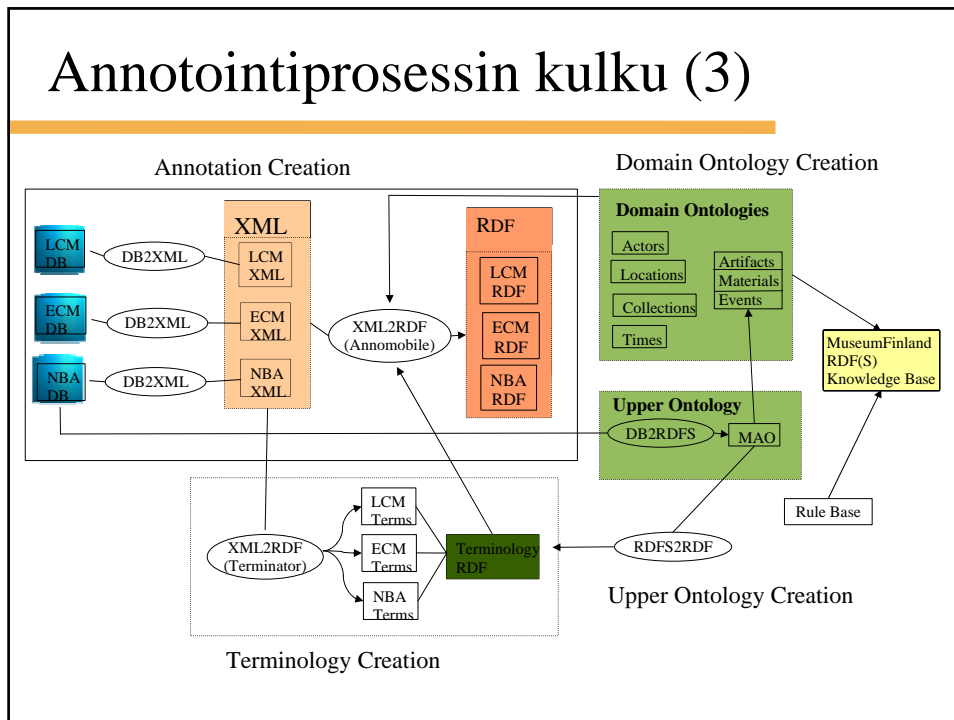 Annotointiprosessin kulku (3)
Annotation Creation
Domain Ontology Creation
LCM
DB
DB2XML
ECM
DB
DB2XML
NBA
DB
DB2XML
XML
LCM
XML
ECM
XML
NBA
XML
XML2RDF
(Annomobile)
RDF
LCM
RDF
ECM
RDF
NBA
RDF
Domain Ontologies
Actors
Locations
Collections
Times
Artifacts
Materials
Events
MuseumFinland
RDF(S)
Knowledge Base
Upper Ontology
DB2RDFS
MAO
Rule Base
RDFS2RDF
Upper Ontology Creation
XML2RDF
(Terminator)
LCM
Terms
ECM
Terms
NBA
Terms
Terminology
RDF
Terminology Creation